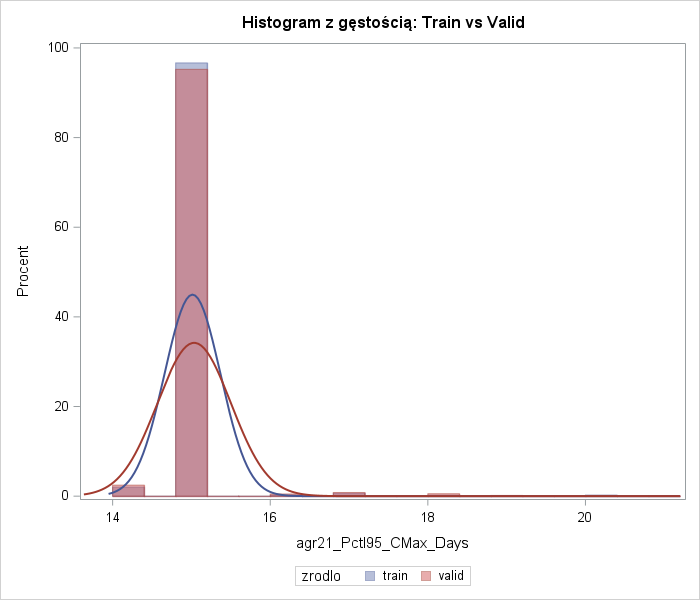 Histogram z gęstością: Train vs Valid
100
80
60
40
20
0
Procent
14 16 18 20
agr21_Pctl95_CMax_Days
zrodlo train valid